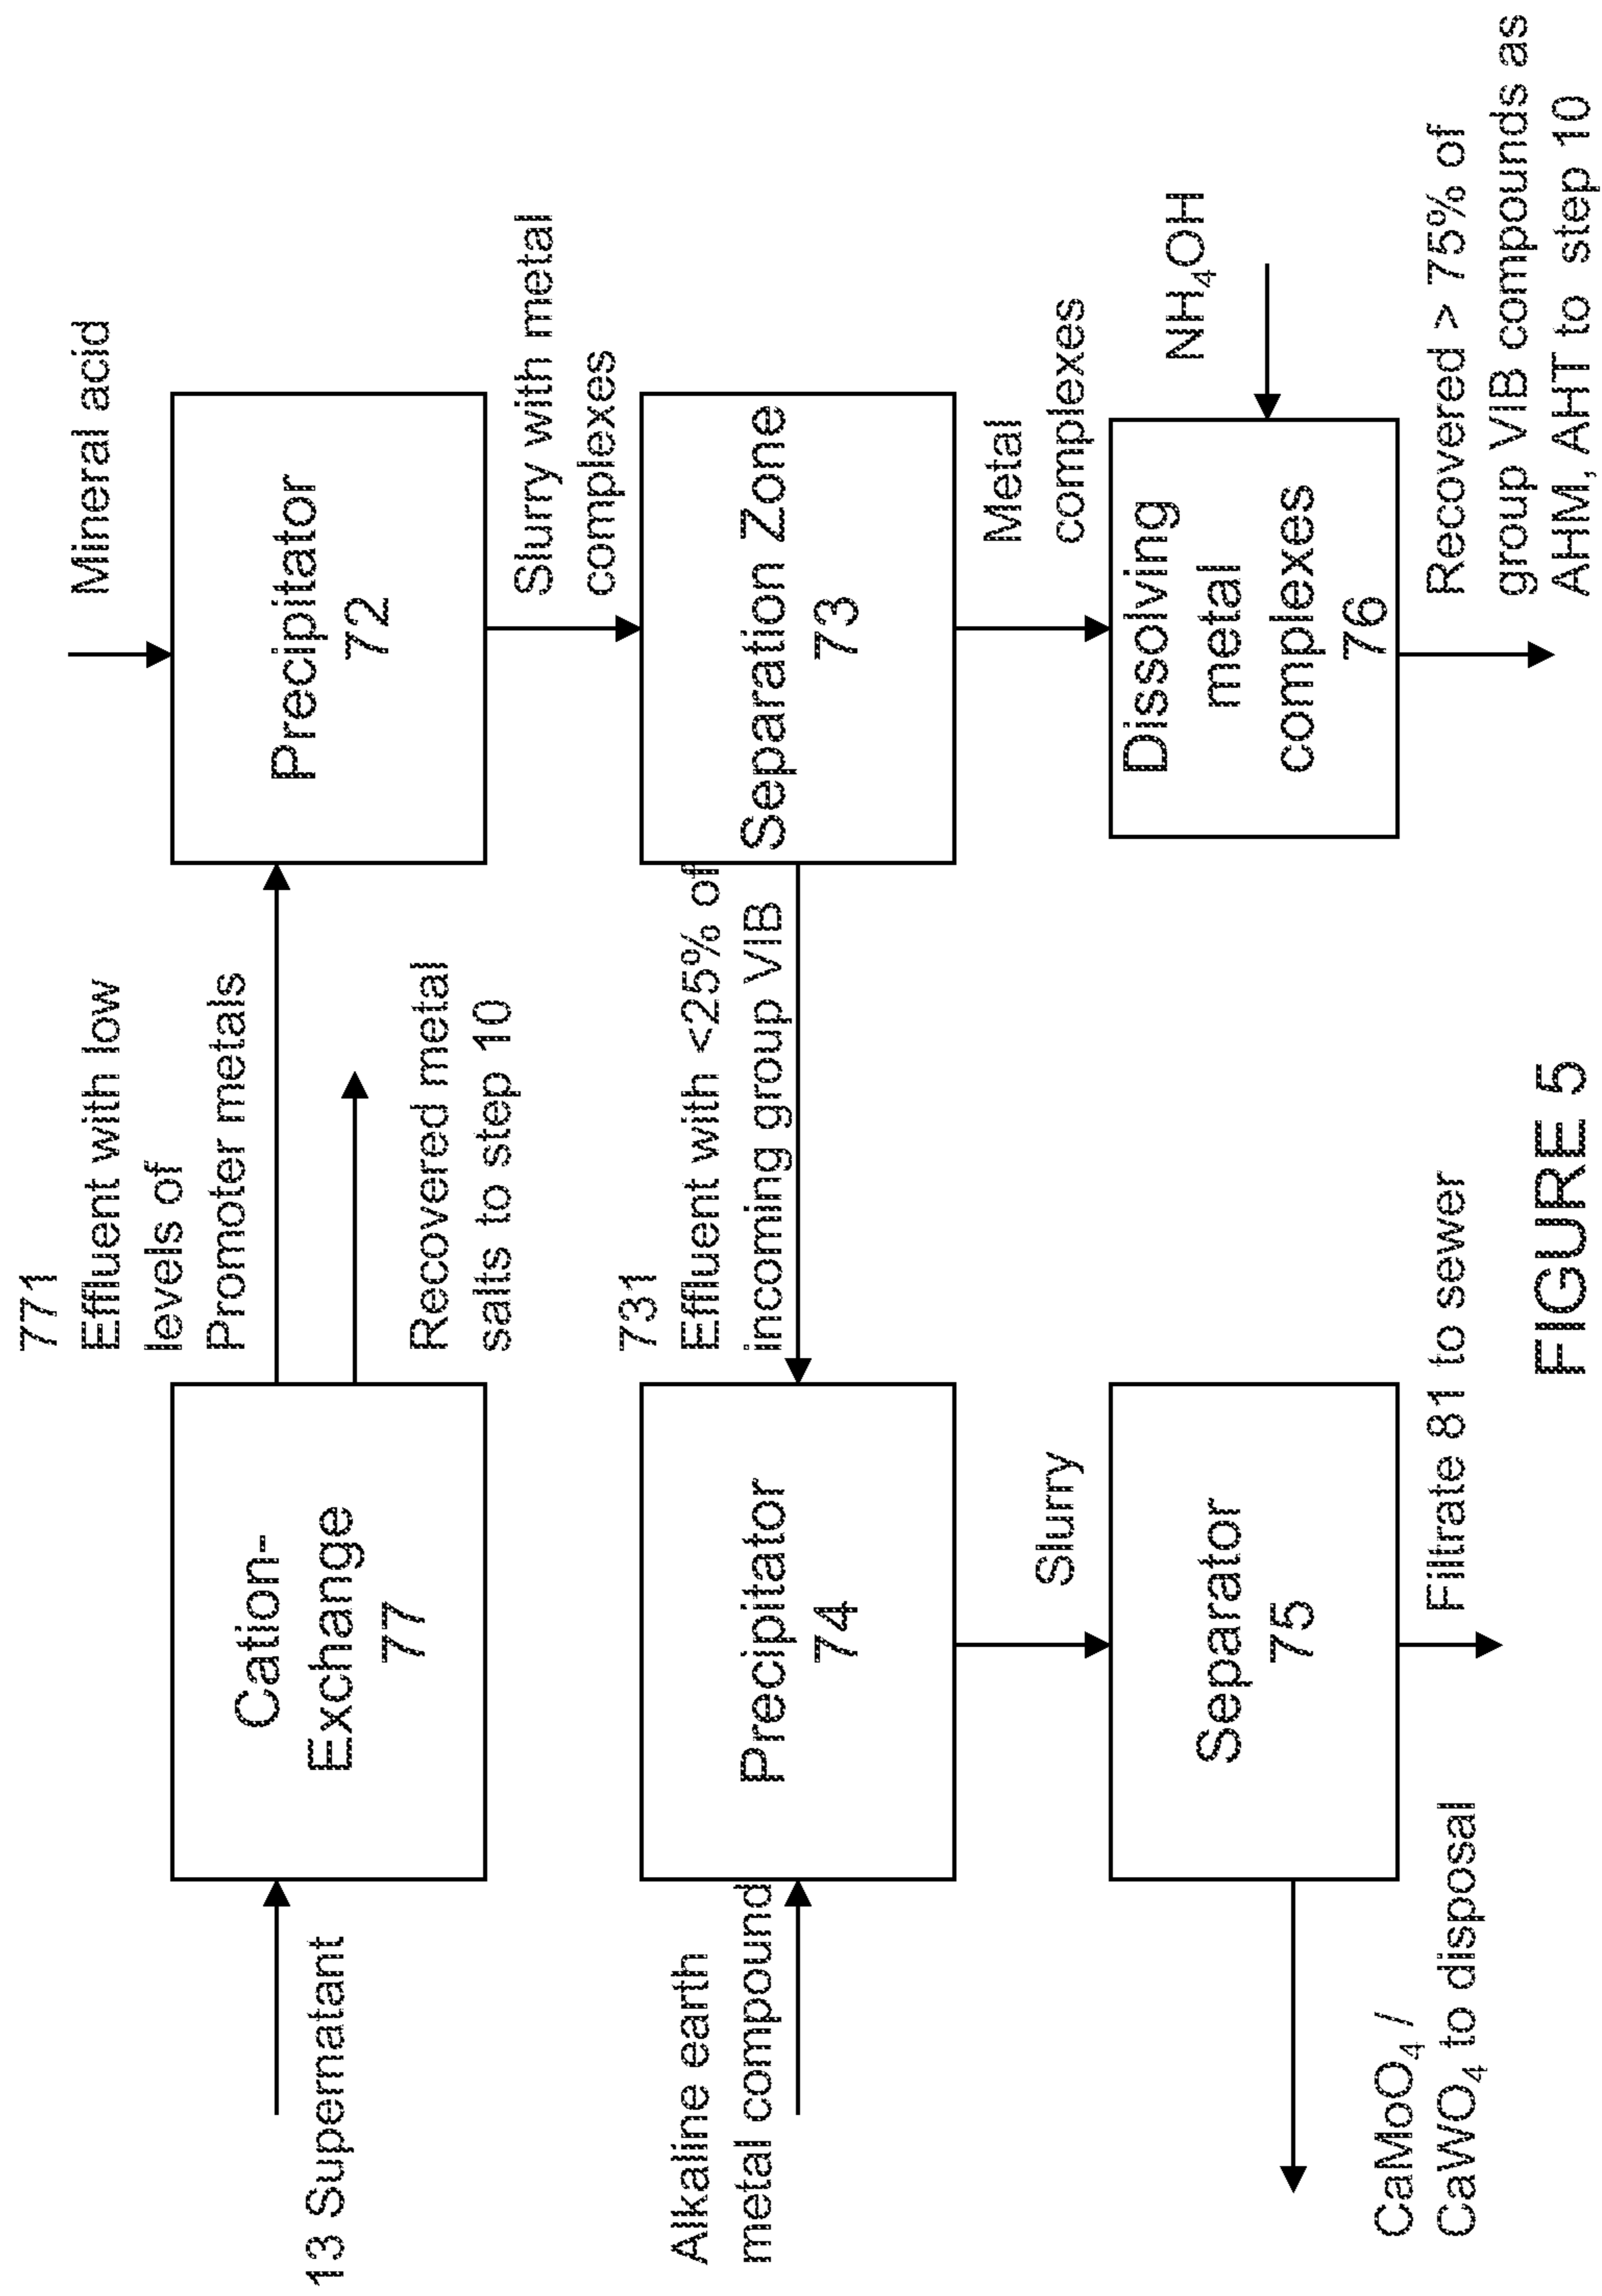 771
Effluent with low
levels of
Promoter metals
Mineral acid
13 Supernatant
Cation-
Exchange
77
Recovered metal
salts to step 10
Precipitator
72
Slurry with metal
complexes
Alkaline earth
metal compound
Precipitator
74
731
Effluent with <25% of
incoming group VIB
Separation Zone
73
Slurry
Metal
complexes
Separator
75
Dissolving
metal
complexes
76
NH4OH
CaMoO4 /
CaWO4 to disposal
Filtrate 81 to sewer
Recovered > 75% of
group VIB compounds as
AHM, AHT to step 10
FIGURE 5